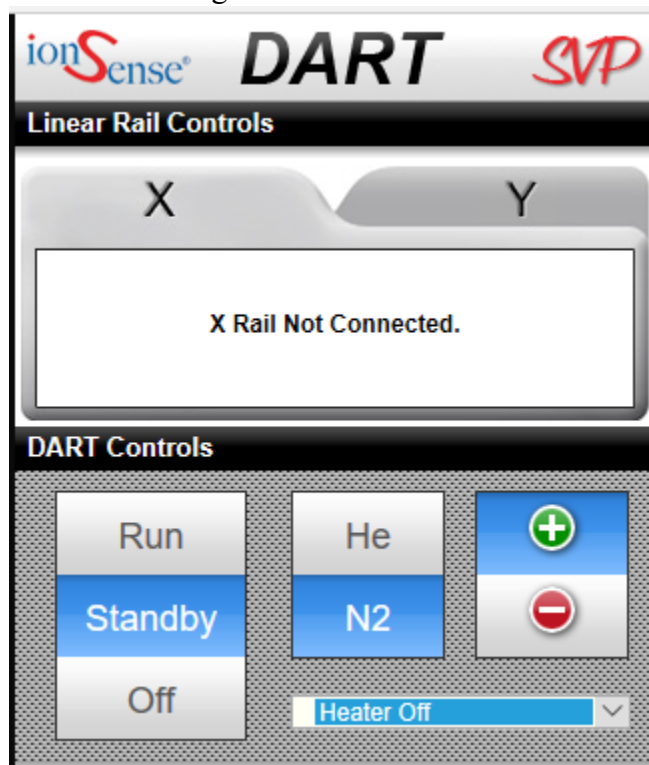 ionSense® DART SVP
Linear Rail Controls
X Y
X Rail Not Connected.
DART Controls
Run He
Standby N2
Off
Heater Off